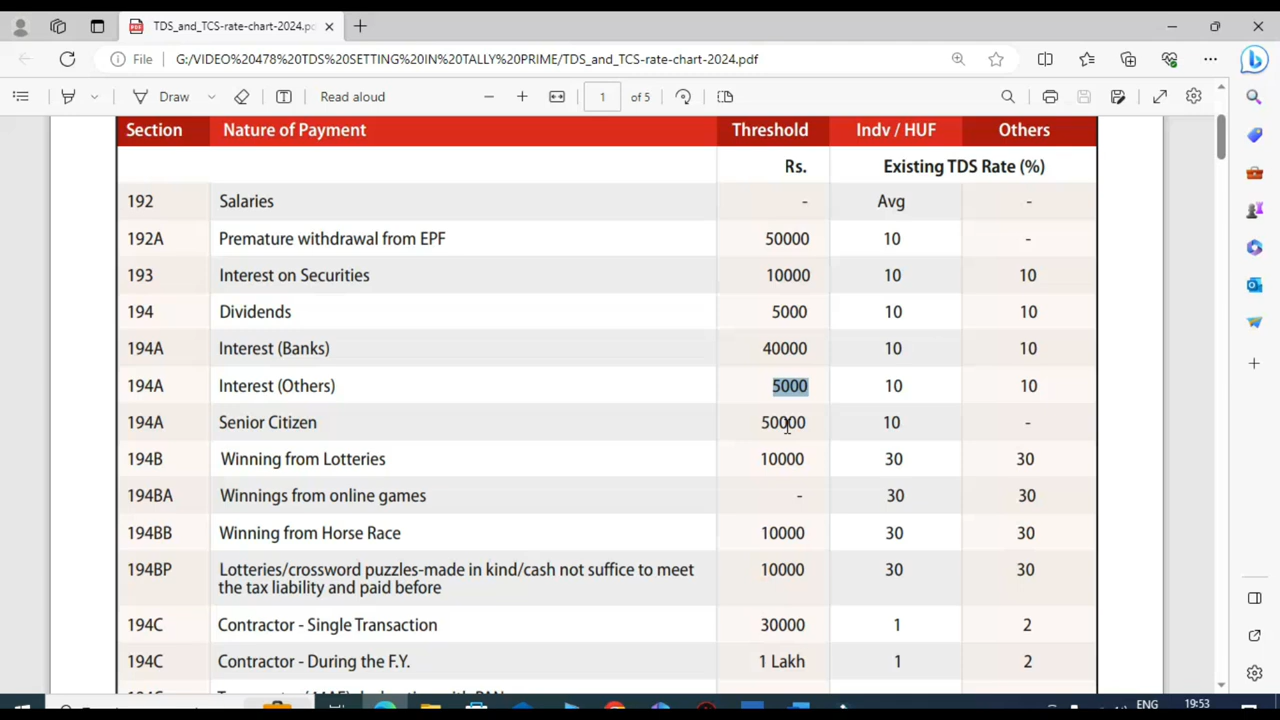 TDS_and_TCS-rate-chart-2024.pd
File G:/VIDEO%20478%20TDS%20SETTING%20IN%20TALLY%20PRIME/TDS_and_TCS-rate-chart-2024.pdf
Draw Read aloud 1 of 5
Section Nature of Payment Threshold Indv / HUF Others
Rs. Existing TDS Rate (%)
192 Salaries - Avg -
192A Premature withdrawal from EPF 50000 10 -
193 Interest on Securities 10000 10 10
194 Dividends 5000 10 10
194A Interest (Banks) 40000 10 10
194A Interest (Others) 5000 10 10
194A Senior Citizen 50000 10 -
194B Winning from Lotteries 10000 30 30
194BA Winnings from online games - 30 30
194BB Winning from Horse Race 10000 30 30
194BP Lotteries/crossword puzzles-made in kind/cash not suffice to meet 10000 30 30
the tax liability and paid before
194C Contractor - Single Transaction 30000 1 2
194C Contractor - During the F.Y. 1 Lakh 1 2
ENG 19:53